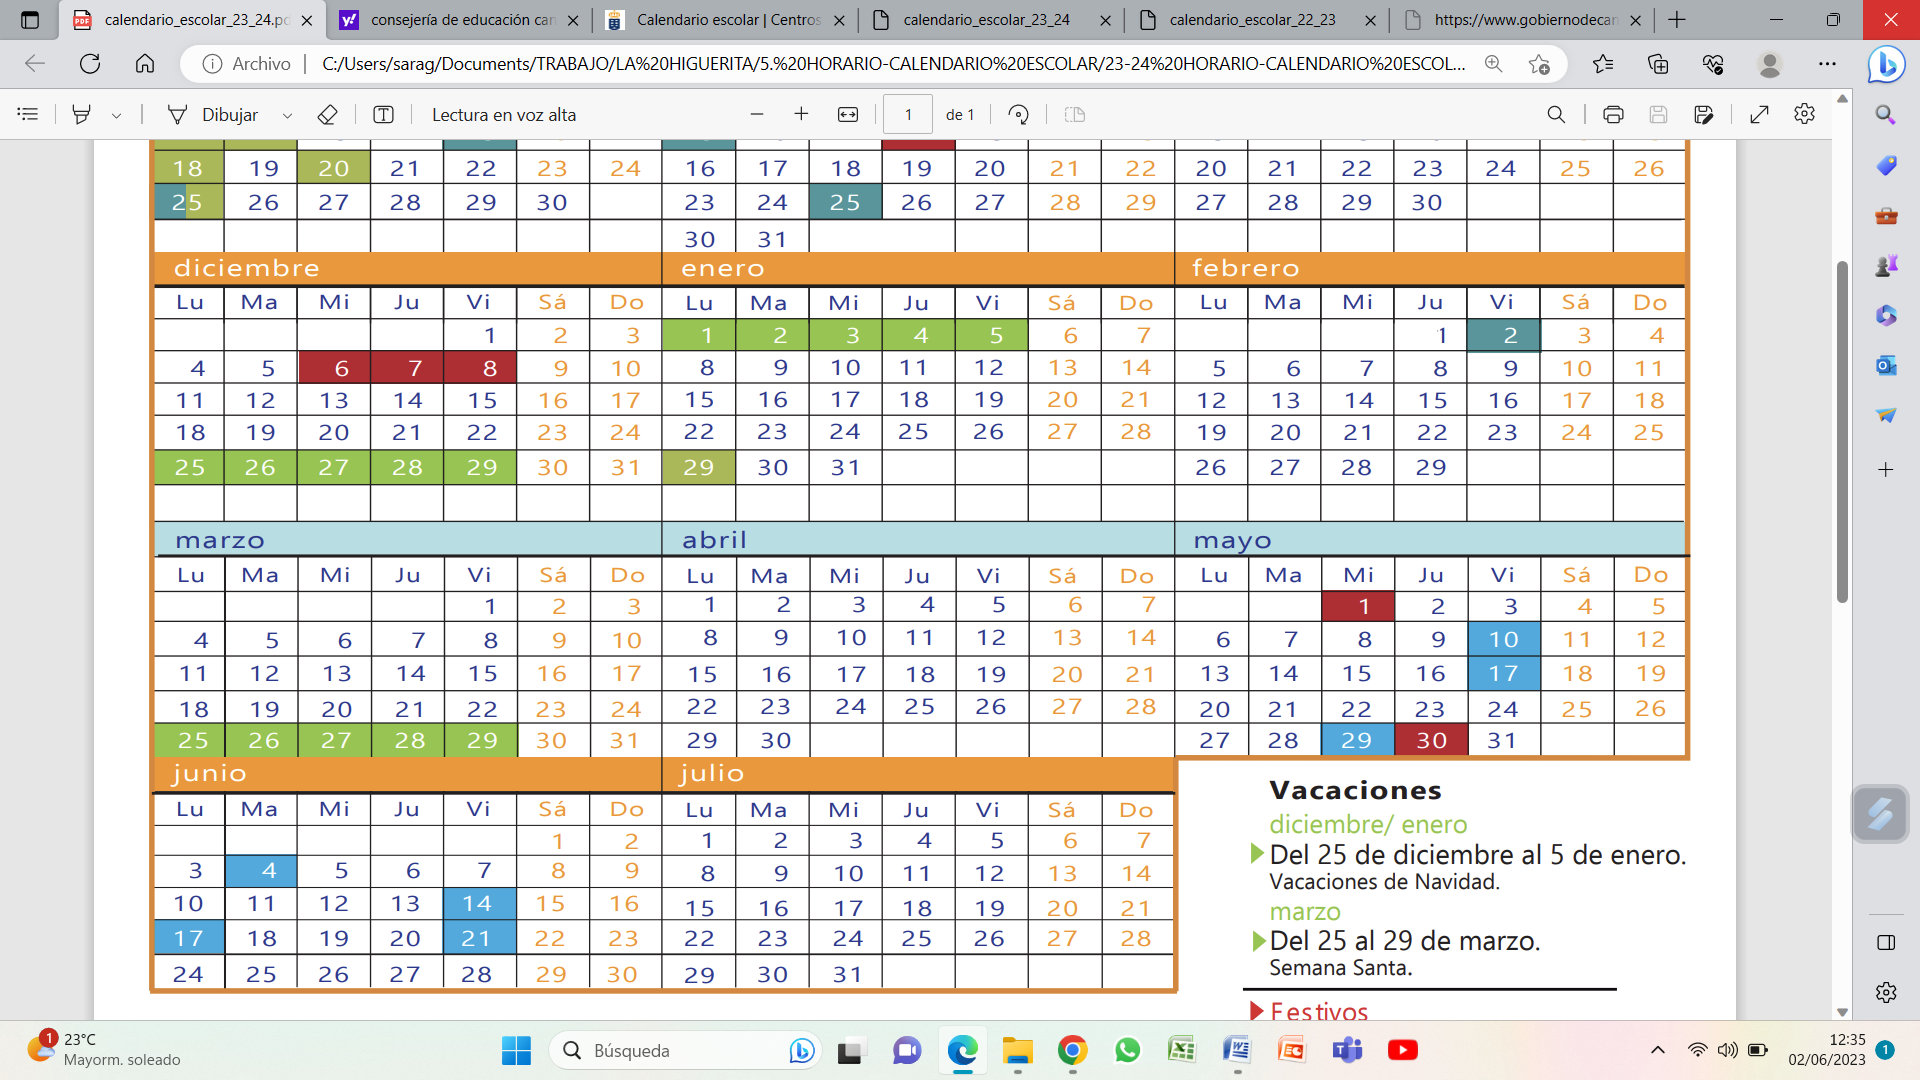 calendario_escolar_23_24.pd
consejería de educación can
Calendario escolar | Centros
calendario_escolar_23_24
calendario_escolar_22_23
https://www.gobiernodecan
Archivo
C:/Users/sarag/Documents/TRABAJO/LA%20HIGUERITA/5.%20HORARIO-CALENDARIO%20ESCOLAR/23-24%20HORARIO-CALENDARIO%20ESCOL...
Dibujar
Lectura en voz alta
1 de 1
18 19 20 21 22 23 24 16 17 18 19 20 21 22 20 21 22 23 24 25 26
25 26 27 28 29 30 23 24 25 26 27 28 29 27 28 29 30
30 31
diciembre enero febrero
Lu Ma Mi Ju Vi Sá Do Lu Ma Mi Ju Vi Sá Do Lu Ma Mi Ju Vi Sá Do
1 2 3 1 2 3 4 5 6 7 1 2 3 4
4 5 6 7 8 9 10 8 9 10 11 12 13 14 5 6 7 8 9 10 11
11 12 13 14 15 16 17 15 16 17 18 19 20 21 12 13 14 15 16 17 18
18 19 20 21 22 23 24 22 23 24 25 26 27 28 19 20 21 22 23 24 25
25 26 27 28 29 30 31 29 30 31 26 27 28 29
marzo abril mayo
Lu Ma Mi Ju Vi Sá Do Lu Ma Mi Ju Vi Sá Do Lu Ma Mi Ju Vi Sá Do
1 2 3 1 2 3 4 5 6 7 1 2 3 4 5
4 5 6 7 8 9 10 8 9 10 11 12 13 14 6 7 8 9 10 11 12
11 12 13 14 15 16 17 15 16 17 18 19 20 21 13 14 15 16 17 18 19
18 19 20 21 22 23 24 22 23 24 25 26 27 28 20 21 22 23 24 25 26
25 26 27 28 29 30 31 29 30 27 28 29 30 31
junio julio
Lu Ma Mi Ju Vi Sá Do Lu Ma Mi Ju Vi Sá Do
1 2 1 2 3 4 5 6 7
3 4 5 6 7 8 9 8 9 10 11 12 13 14
10 11 12 13 14 15 16 15 16 17 18 19 20 21
17 18 19 20 21 22 23 22 23 24 25 26 27 28
24 25 26 27 28 29 30 29 30 31
Vacaciones
diciembre/ enero
Del 25 de diciembre al 5 de enero.
Vacaciones de Navidad.
marzo
Del 25 al 29 de marzo.
Semana Santa.
Festivos
1
23°C
Mayorm. soleado
Búsqueda
12:35
02/06/2023
1